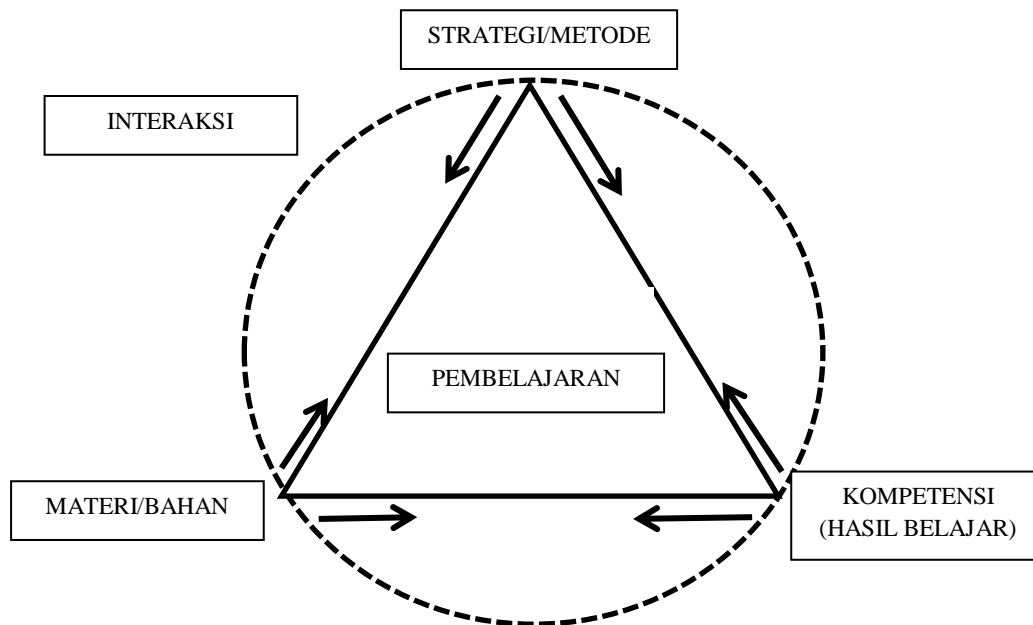 STRATEGI/METODE
INTERAKSI
PEMBELAJARAN
MATERI/BAHAN
KOMPETENSI
(HASIL BELAJAR)